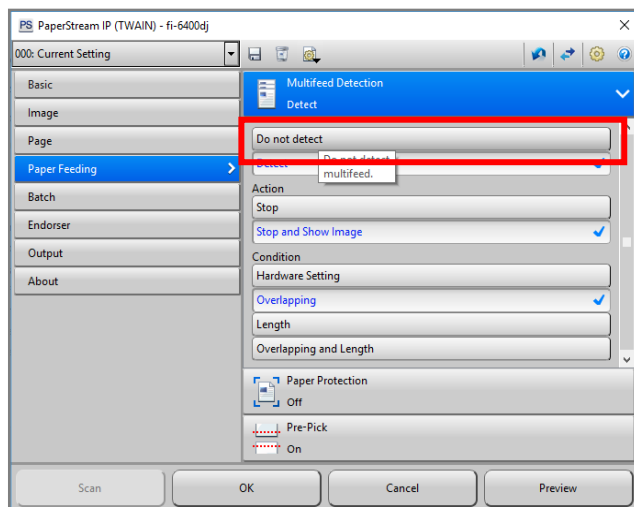 PS PaperStream IP (TWAIN) - fi-6400dj
000: Current Setting
Basic
Image
Page
Paper Feeding
Batch
Endorser
Output
About
Multifeed Detection
Detect
Do not detect
Detect
Do not detect
multifeed.
Action
Stop
Stop and Show Image
Condition
Hardware Setting
Overlapping
Length
Overlapping and Length
Paper Protection
Off
Pre-Pick
On
Scan
OK
Cancel
Preview